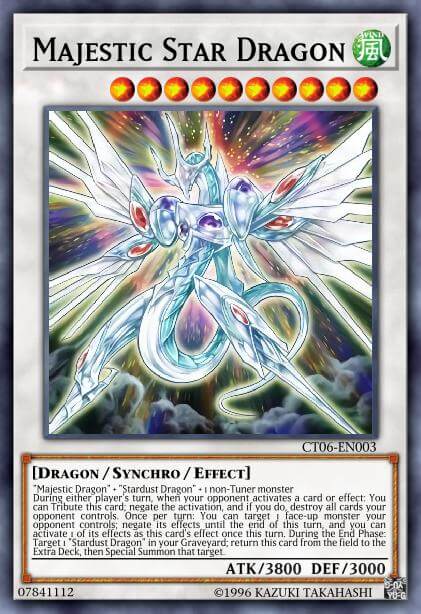 MAJESTIC STAR DRAGON
WIND
風
CT06-EN003
[DRAGON / SYNCHRO / EFFECT]
"Majestic Dragon" + "Stardust Dragon" + 1 non-Tuner monster
During either player's turn, when your opponent activates a card or effect: You
can Tribute this card; negate the activation, and if you do, destroy all cards your
opponent controls. Once per turn: You can target 1 face-up monster your
opponent controls; negate its effects until the end of this turn, and you can
activate 1 of its effects as this card's effect once this turn. During the End Phase:
Target 1 "Stardust Dragon" in your Graveyard; return this card from the field to the
Extra Deck, then Special Summon that target.
ATK/3800 DEF/3000
07841112
©1996 KAZUKI TAKAHASHI